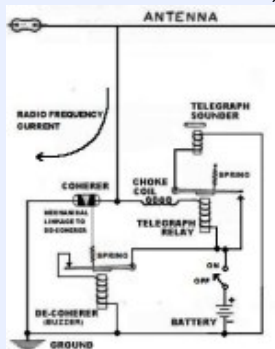 ANTENNA
RADIO FREQUENCY
CURRENT
TELEGRAPH
SOUNDER
COHERER
CHOKE
COIL
SPRING
MECHANICAL
LINKAGE TO
DE-COHERER
TELEGRAPH
RELAY
SPRING
ON
OFF
DE-COHERER
(BUZZER)
BATTERY
+
-
GROUND